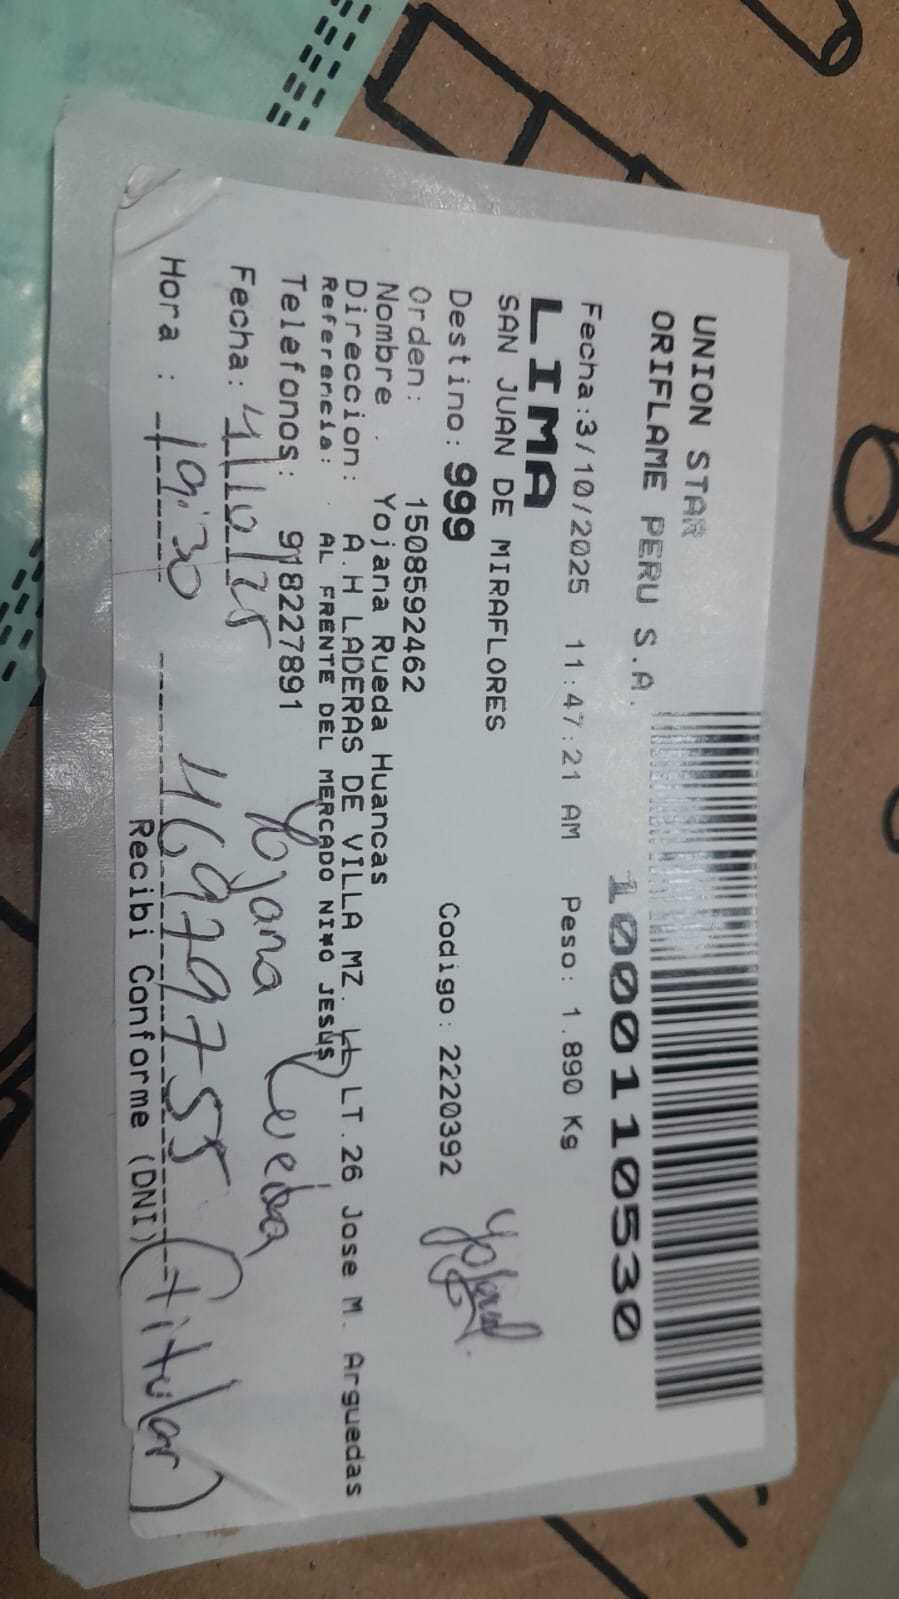 UNION STAR
ORIFLAME PERU S.A.
1000110530
Fecha:3/10/2025 11:47:21 AM Peso: 1.890 Kg
LIMA
SAN JUAN DE MIRAFLORES
Destino: 999 Codigo: 2220392
Orden: 1508592462
Nombre : Yojana Rueda Huancas
Direccion: A.H LADERAS DE VILLA MZ. LT LT.26 Jose M. Arguedas
Referencia: AL FRENTE DEL MERCADO NIÑO JESUS
Telefonos: 918227891
Yojana Rueda
Fecha: 4/10/25
Hora : 19:30 46979755 (titular)
Recibi Conforme (DNI)